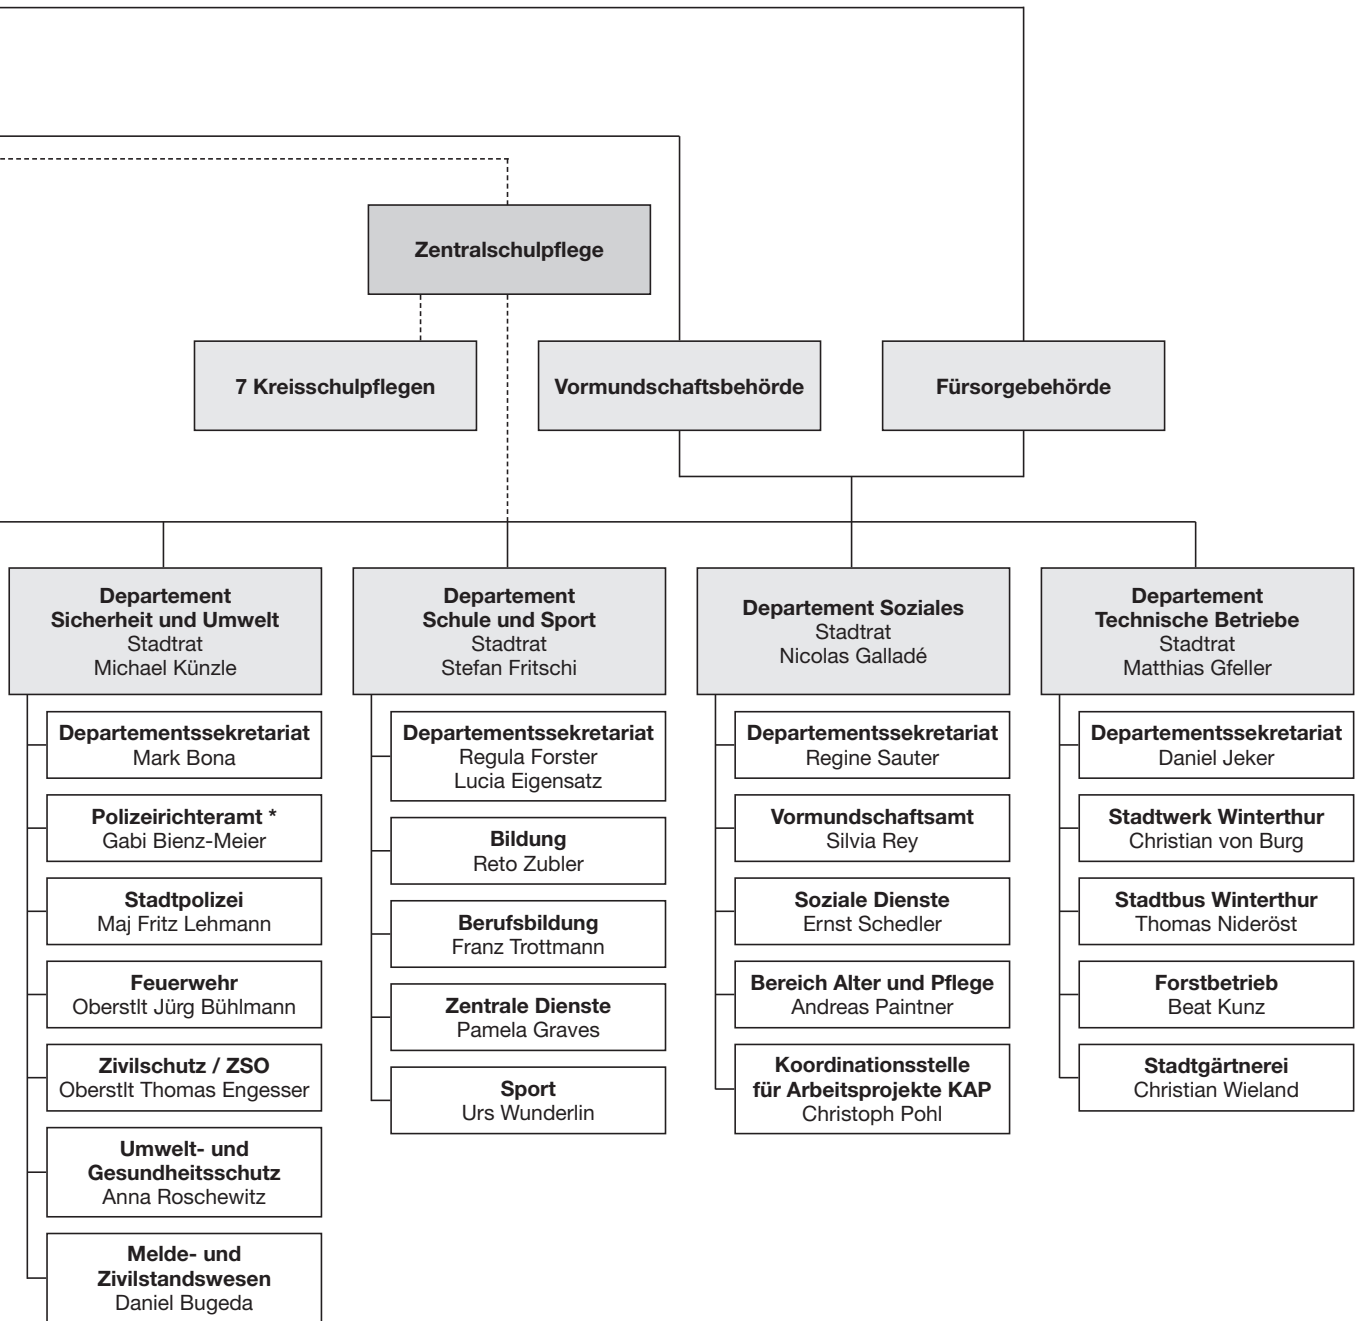 Zentralschulpflege
7 Kreisschulpflegen
Vormundschaftsbehörde
Fürsorgebehörde
Departement
Sicherheit und Umwelt
Stadtrat
Michael Künzle
Departementssekretariat
Mark Bona
Polizeirichteramt *
Gabi Bienz-Meier
Stadtpolizei
Maj Fritz Lehmann
Feuerwehr
Oberstlt Jürg Bühlmann
Zivilschutz / ZSO
Oberstlt Thomas Engesser
Umwelt- und
Gesundheitsschutz
Anna Roschewitz
Melde- und
Zivilstandswesen
Daniel Bugeda
Departement
Schule und Sport
Stadtrat
Stefan Fritschi
Departementssekretariat
Regula Forster
Lucia Eigensatz
Bildung
Reto Zubler
Berufsbildung
Franz Trottmann
Zentrale Dienste
Pamela Graves
Sport
Urs Wunderlin
Departement Soziales
Stadtrat
Nicolas Galladé
Departementssekretariat
Regine Sauter
Vormundschaftsamt
Silvia Rey
Soziale Dienste
Ernst Schedler
Bereich Alter und Pflege
Andreas Paintner
Koordinationsstelle
für Arbeitsprojekte KAP
Christoph Pohl
Departement
Technische Betriebe
Stadtrat
Matthias Gfeller
Departementssekretariat
Daniel Jeker
Stadtwerk Winterthur
Christian von Burg
Stadtbus Winterthur
Thomas Nideröst
Forstbetrieb
Beat Kunz
Stadtgärtnerei
Christian Wieland